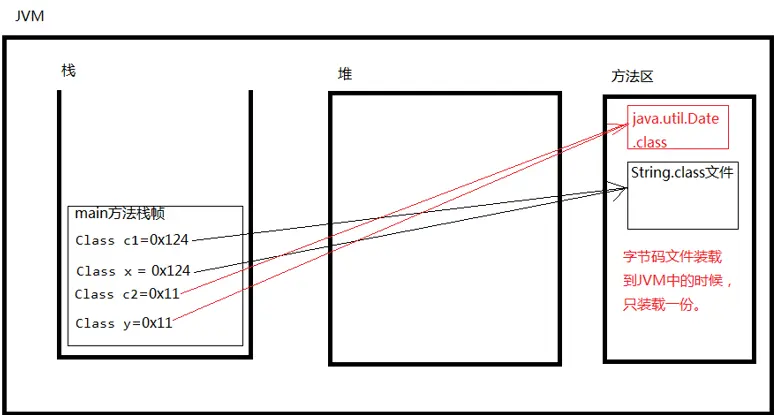 JVM
栈
堆
方法区
java.util.Date
.class
String.class文件
main方法栈帧
Class c1=0x124
Class x = 0x124
Class c2=0x11
Class y=0x11
字节码文件装载
到JVM中的时候，
只装载一份。